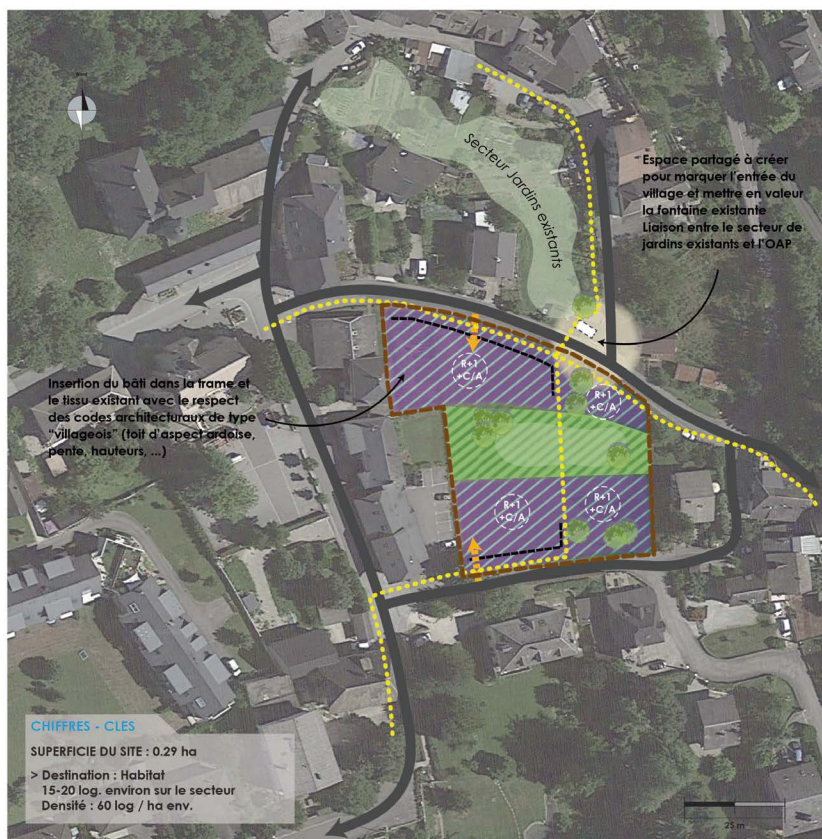 Secteur Jardins existants
Espace partagé à créer
pour marquer l'entrée du
village et mettre en valeur
la fontaine existante
Liaison entre le secteur de
jardins existants et l'OAP
R+1
+C/A
R+1
+C/A
Insertion du bâti dans la trame et
le tissu existant avec le respect
des codes architecturaux de type
"villageois" (toit d'aspect ardoise,
pente, hauteurs, ...)
R+1
+C/A
R+1
+C/A
CHIFFRES - CLES
SUPERFICIE DU SITE : 0.29 ha
> Destination : Habitat
15-20 log. environ sur le secteur
Densité : 60 log / ha env.
25 m